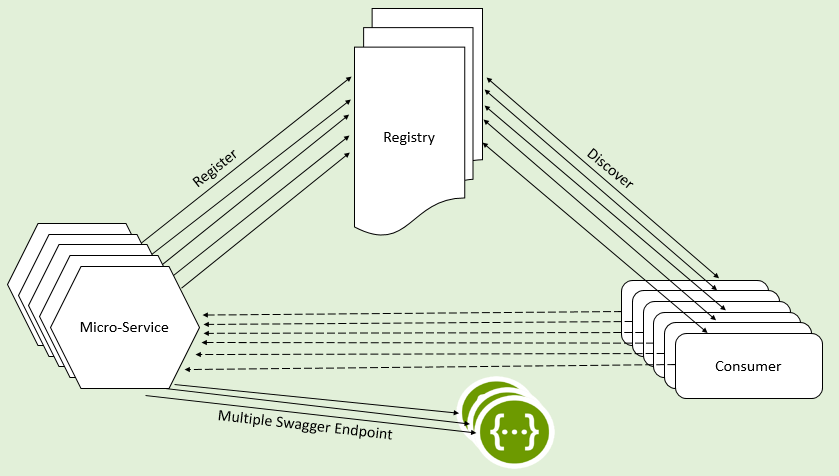 Registry
Register
Discover
Micro-Service
Consumer
Multiple Swagger Endpoint
{...}